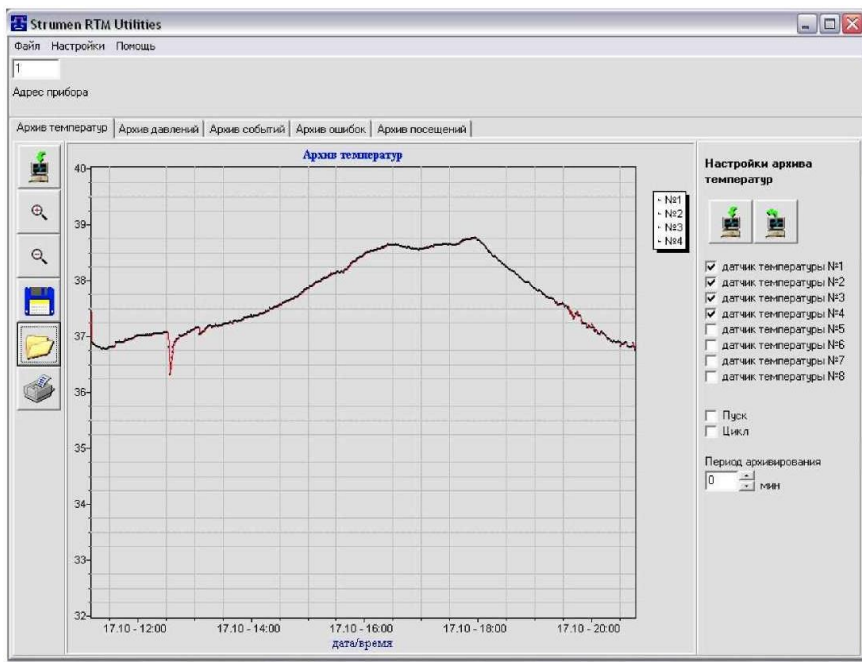 Strumen RTM Utilities
Файл Настройки Помощь
1
Адрес прибора
Архив температур Архив давлений Архив событий Архив ошибок Архив посещений
Архив температур
40
39
38
37
36
35
34
33
32
17.10 - 12:00 17.10 - 14:00 17.10 - 16:00 17.10 - 18:00 17.10 - 20:00
дата/время
№1
№2
№3
№4
Настройки архива
температур
датчик температуры №1
датчик температуры №2
датчик температуры №3
датчик температуры №4
датчик температуры №5
датчик температуры №6
датчик температуры №7
датчик температуры №8
Пуск
Цикл
Период архивирования
0 мин